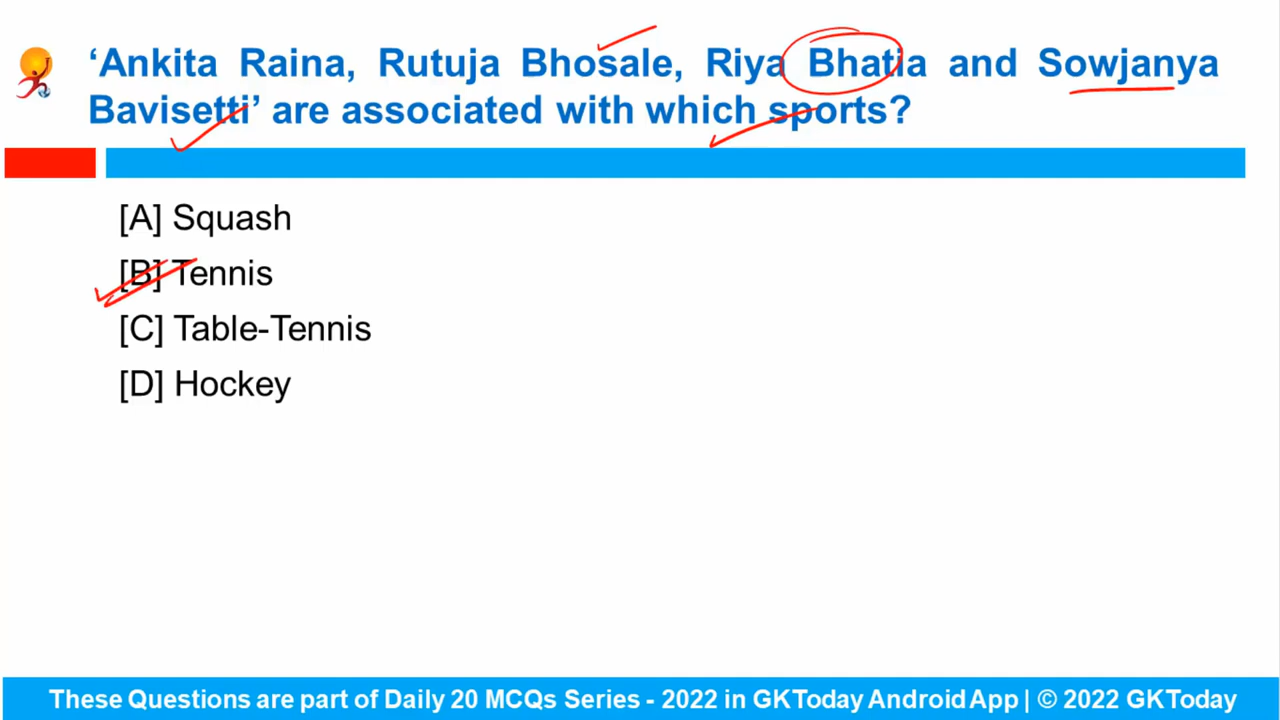 ‘Ankita Raina, Rutuja Bhosale, Riya Bhatia and Sowjanya
Bavisetti’ are associated with which sports?
[A] Squash
[B] Tennis
[C] Table-Tennis
[D] Hockey
These Questions are part of Daily 20 MCQs Series - 2022 in GKToday Android App | © 2022 GKToday